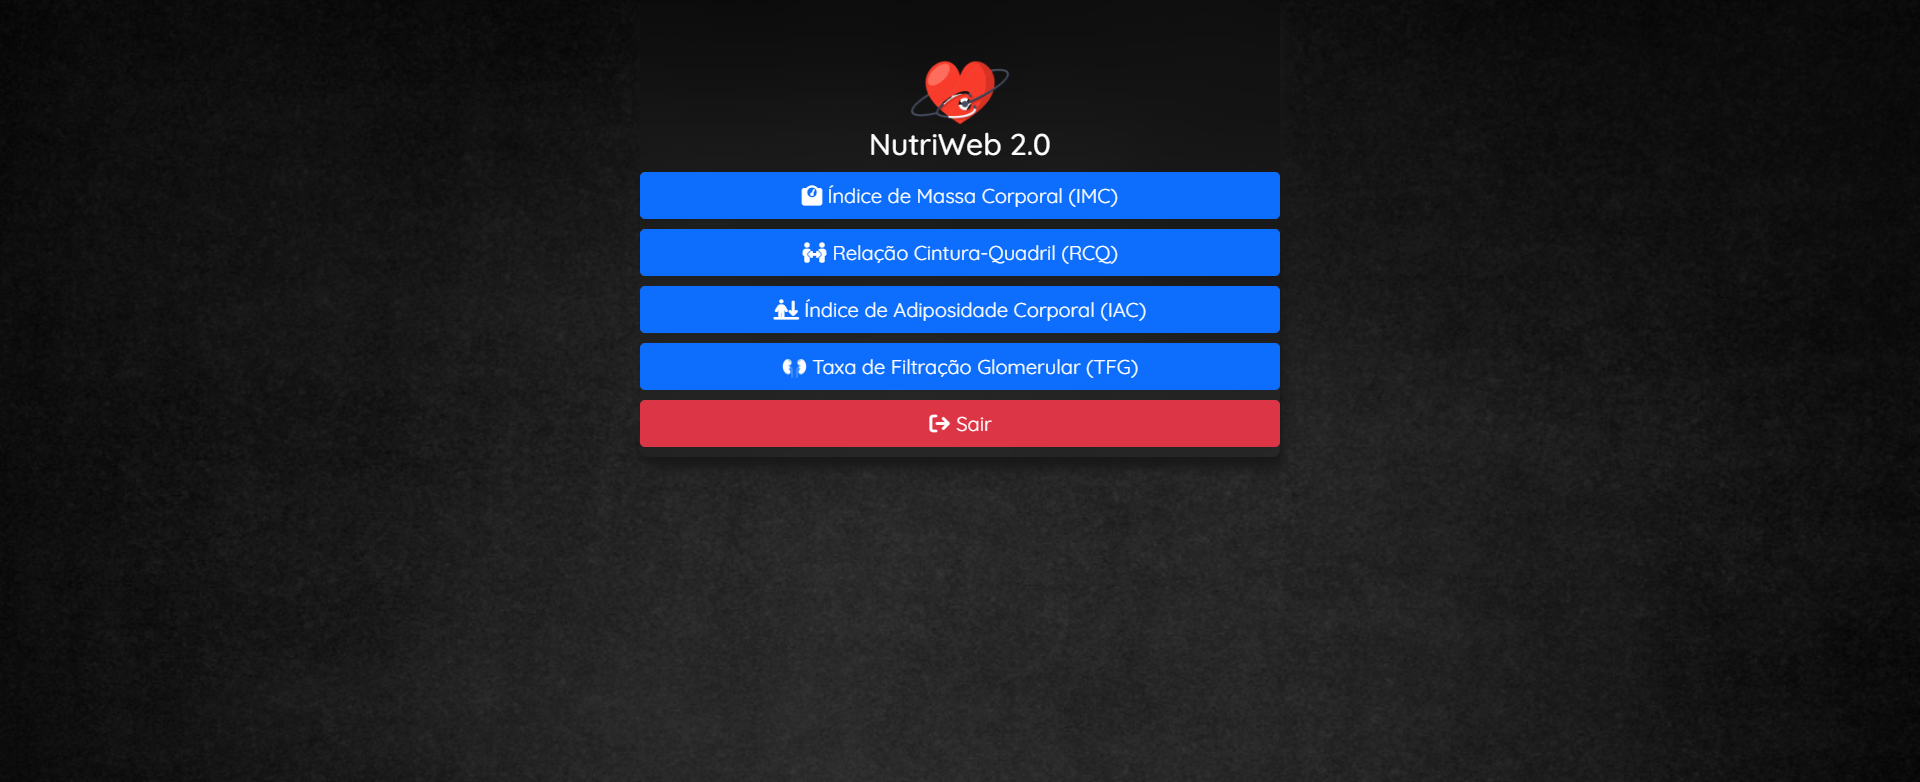 NutriWeb 2.0
Índice de Massa Corporal (IMC)
Relação Cintura-Quadril (RCQ)
Índice de Adiposidade Corporal (IAC)
Taxa de Filtração Glomerular (TFG)
Sair